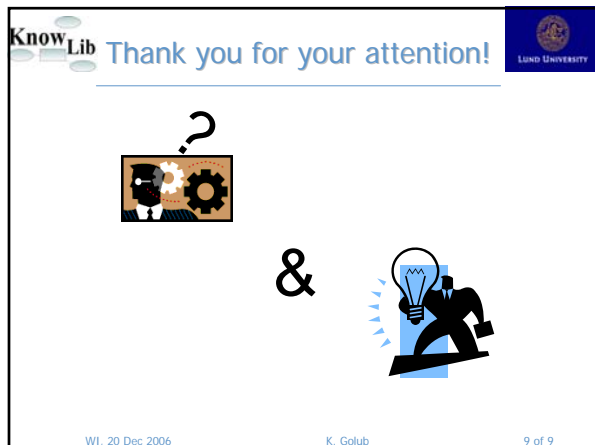 KnowLib
Thank you for your attention!
LUND UNIVERSITY
?
&
WI, 20 Dec 2006
K. Golub
9 of 9